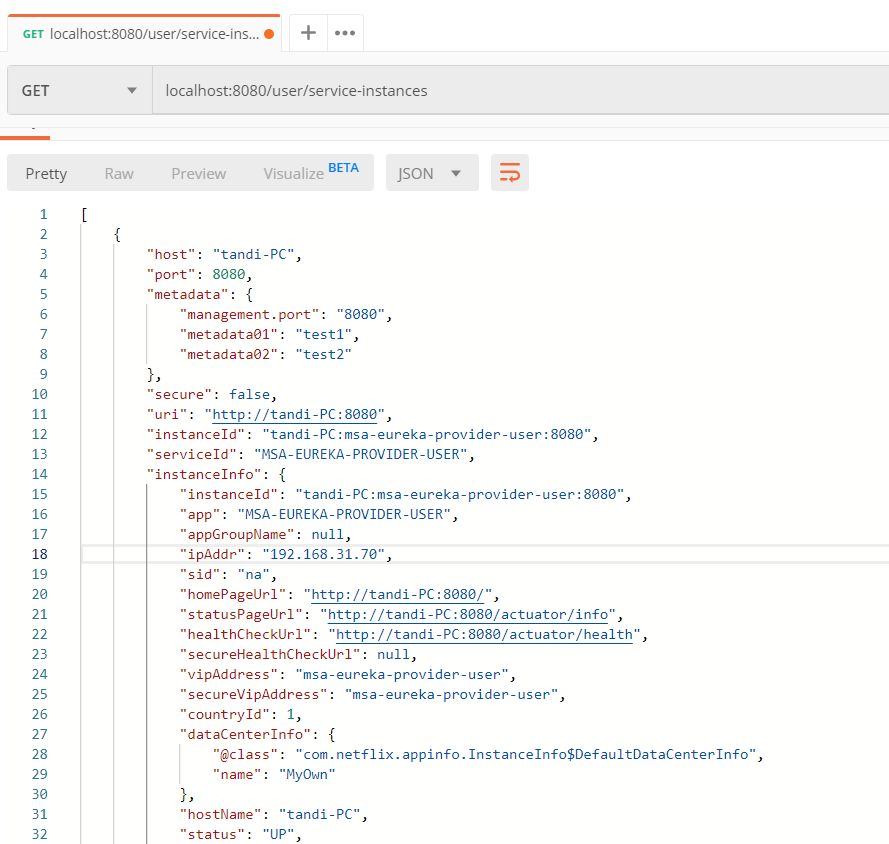 GET localhost:8080/user/service-ins...
GET localhost:8080/user/service-instances
Pretty Raw Preview Visualize BETA JSON
1 [
2 {
3 "host": "tandi-PC",
4 "port": 8080,
5 "metadata": {
6 "management.port": "8080",
7 "metadata01": "test1",
8 "metadata02": "test2"
9 },
10 "secure": false,
11 "uri": "http://tandi-PC:8080",
12 "instanceId": "tandi-PC:msa-eureka-provider-user:8080",
13 "serviceId": "MSA-EUREKA-PROVIDER-USER",
14 "instanceInfo": {
15 "instanceId": "tandi-PC:msa-eureka-provider-user:8080",
16 "app": "MSA-EUREKA-PROVIDER-USER",
17 "appGroupName": null,
18 "ipAddr": "192.168.31.70",
19 "sid": "na",
20 "homePageUrl": "http://tandi-PC:8080/",
21 "statusPageUrl": "http://tandi-PC:8080/actuator/info",
22 "healthCheckUrl": "http://tandi-PC:8080/actuator/health",
23 "secureHealthCheckUrl": null,
24 "vipAddress": "msa-eureka-provider-user",
25 "secureVipAddress": "msa-eureka-provider-user",
26 "countryId": 1,
27 "dataCenterInfo": {
28 "@class": "com.netflix.appinfo.InstanceInfo$DefaultDataCenterInfo",
29 "name": "MyOwn"
30 },
31 "hostName": "tandi-PC",
32 "status": "UP",